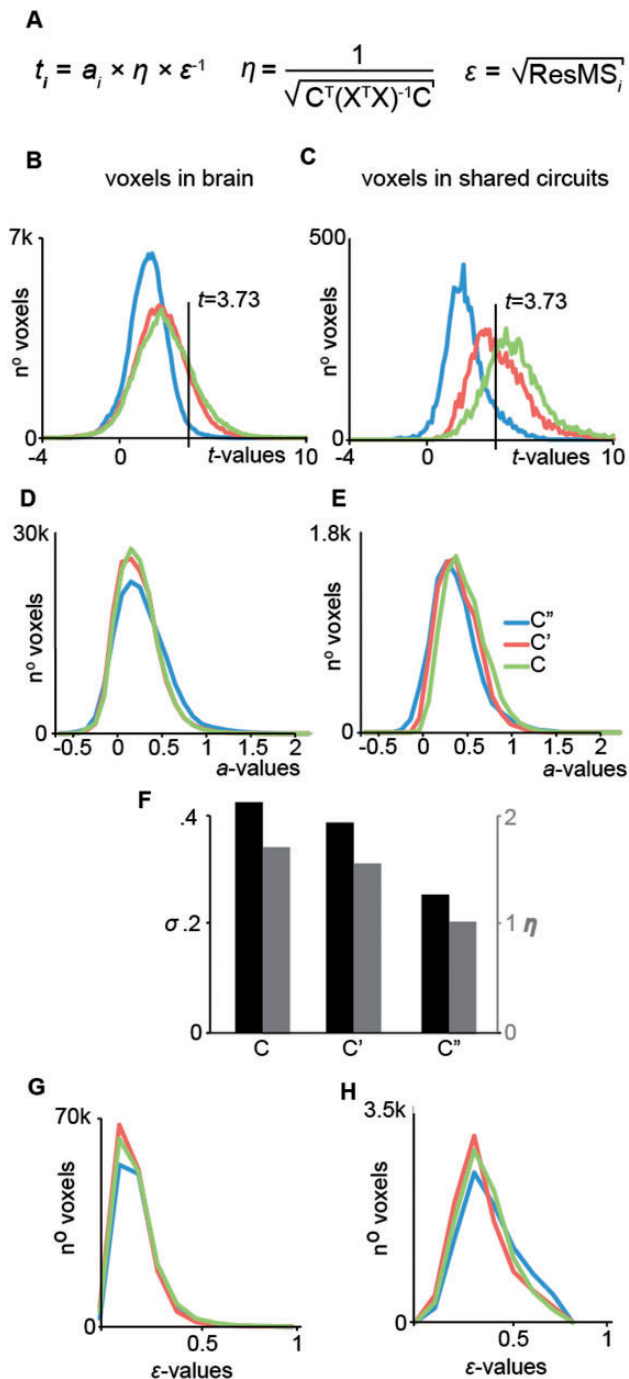 A
tᵢ = aᵢ × η × ε⁻¹ η = 1 / √Cᵀ(XᵀX)⁻¹C ε = √ResMSᵢ
B
voxels in brain
C
voxels in shared circuits
7k
nº voxels
0
-4
0
t-values
10
t=3.73
500
nº voxels
0
-4
0
t-values
10
t=3.73
D
30k
nº voxels
0
-0.5
0
0.5
1
1.5
2
a-values
E
1.8k
nº voxels
0
-0.5
0
0.5
1
1.5
2
a-values
C”
C’
C
F
.4
σ.2
0
2
1 η
0
C
C’
C”
G
70k
nº voxels
0
0.5
1
ε-values
H
3.5k
nº voxels
0
0.5
1
ε-values